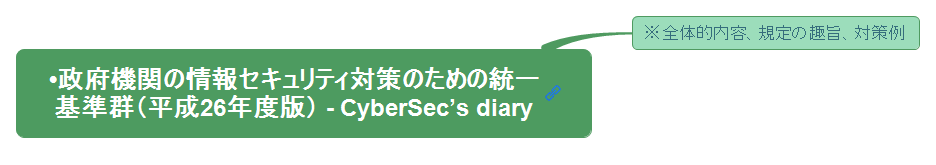 ※全体的内容、規定の趣旨、対策例
•政府機関の情報セキュリティ対策のための統一
基準群（平成26年度版） - CyberSec’s diary